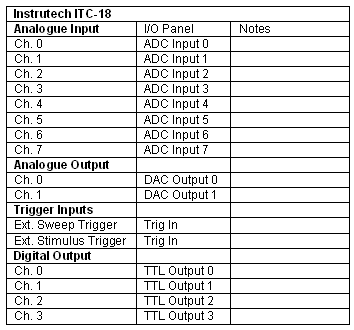 Instrutech ITC-18
Analogue Input I/O Panel Notes
Ch. 0 ADC Input 0
Ch. 1 ADC Input 1
Ch. 2 ADC Input 2
Ch. 3 ADC Input 3
Ch. 4 ADC Input 4
Ch. 5 ADC Input 5
Ch. 6 ADC Input 6
Ch. 7 ADC Input 7
Analogue Output
Ch. 0 DAC Output 0
Ch. 1 DAC Output 1
Trigger Inputs
Ext. Sweep Trigger Trig In
Ext. Stimulus Trigger Trig In
Digital Output
Ch. 0 TTL Output 0
Ch. 1 TTL Output 1
Ch. 2 TTL Output 2
Ch. 3 TTL Output 3